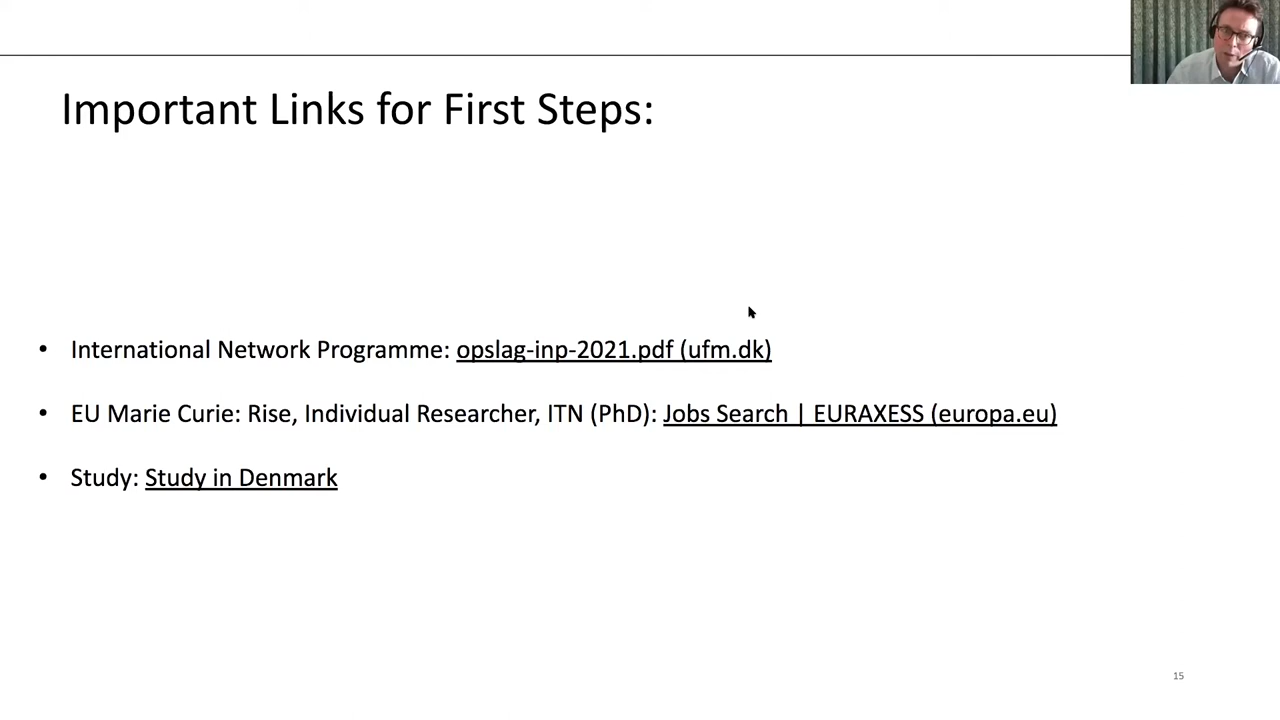 Important Links for First Steps:
• International Network Programme: opslag-inp-2021.pdf (ufm.dk)
• EU Marie Curie: Rise, Individual Researcher, ITN (PhD): Jobs Search | EURAXESS (europa.eu)
• Study: Study in Denmark
15